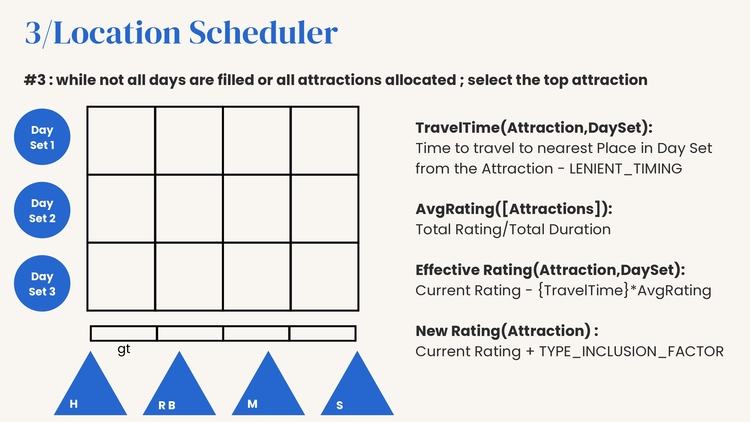 3/Location Scheduler
#3 : while not all days are filled or all attractions allocated ; select the top attraction
Day
Set 1
Day
Set 2
Day
Set 3
TravelTime(Attraction,DaySet):
Time to travel to nearest Place in Day Set
from the Attraction - LENIENT_TIMING
AvgRating([Attractions]):
Total Rating/Total Duration
Effective Rating(Attraction,DaySet):
Current Rating - {TravelTime}*AvgRating
New Rating(Attraction) :
Current Rating + TYPE_INCLUSION_FACTOR
gt
H
R B
M
S